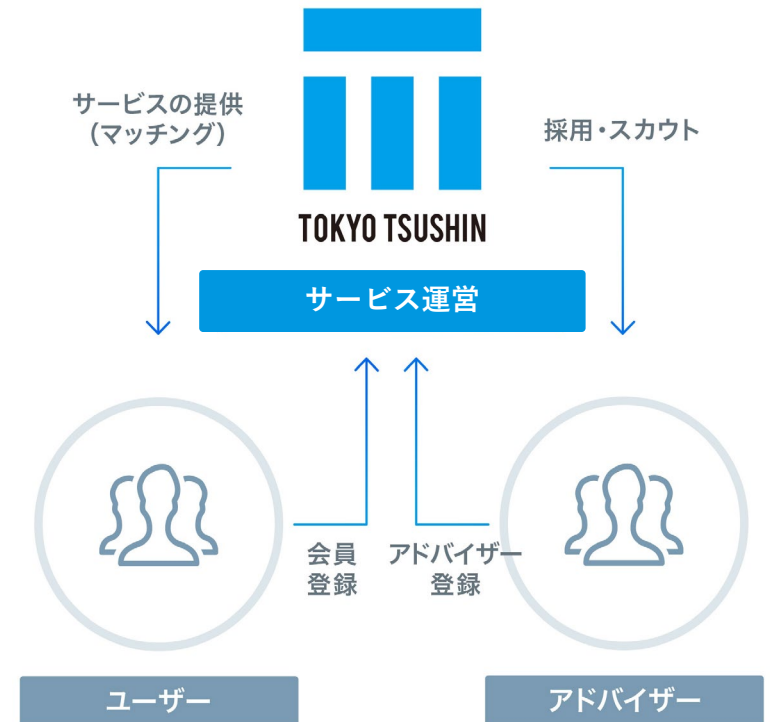 サービスの提供
（マッチング）
採用・スカウト
TOKYO TSUSHIN
サービス運営
会員
登録
アドバイザー
登録
ユーザー
アドバイザー